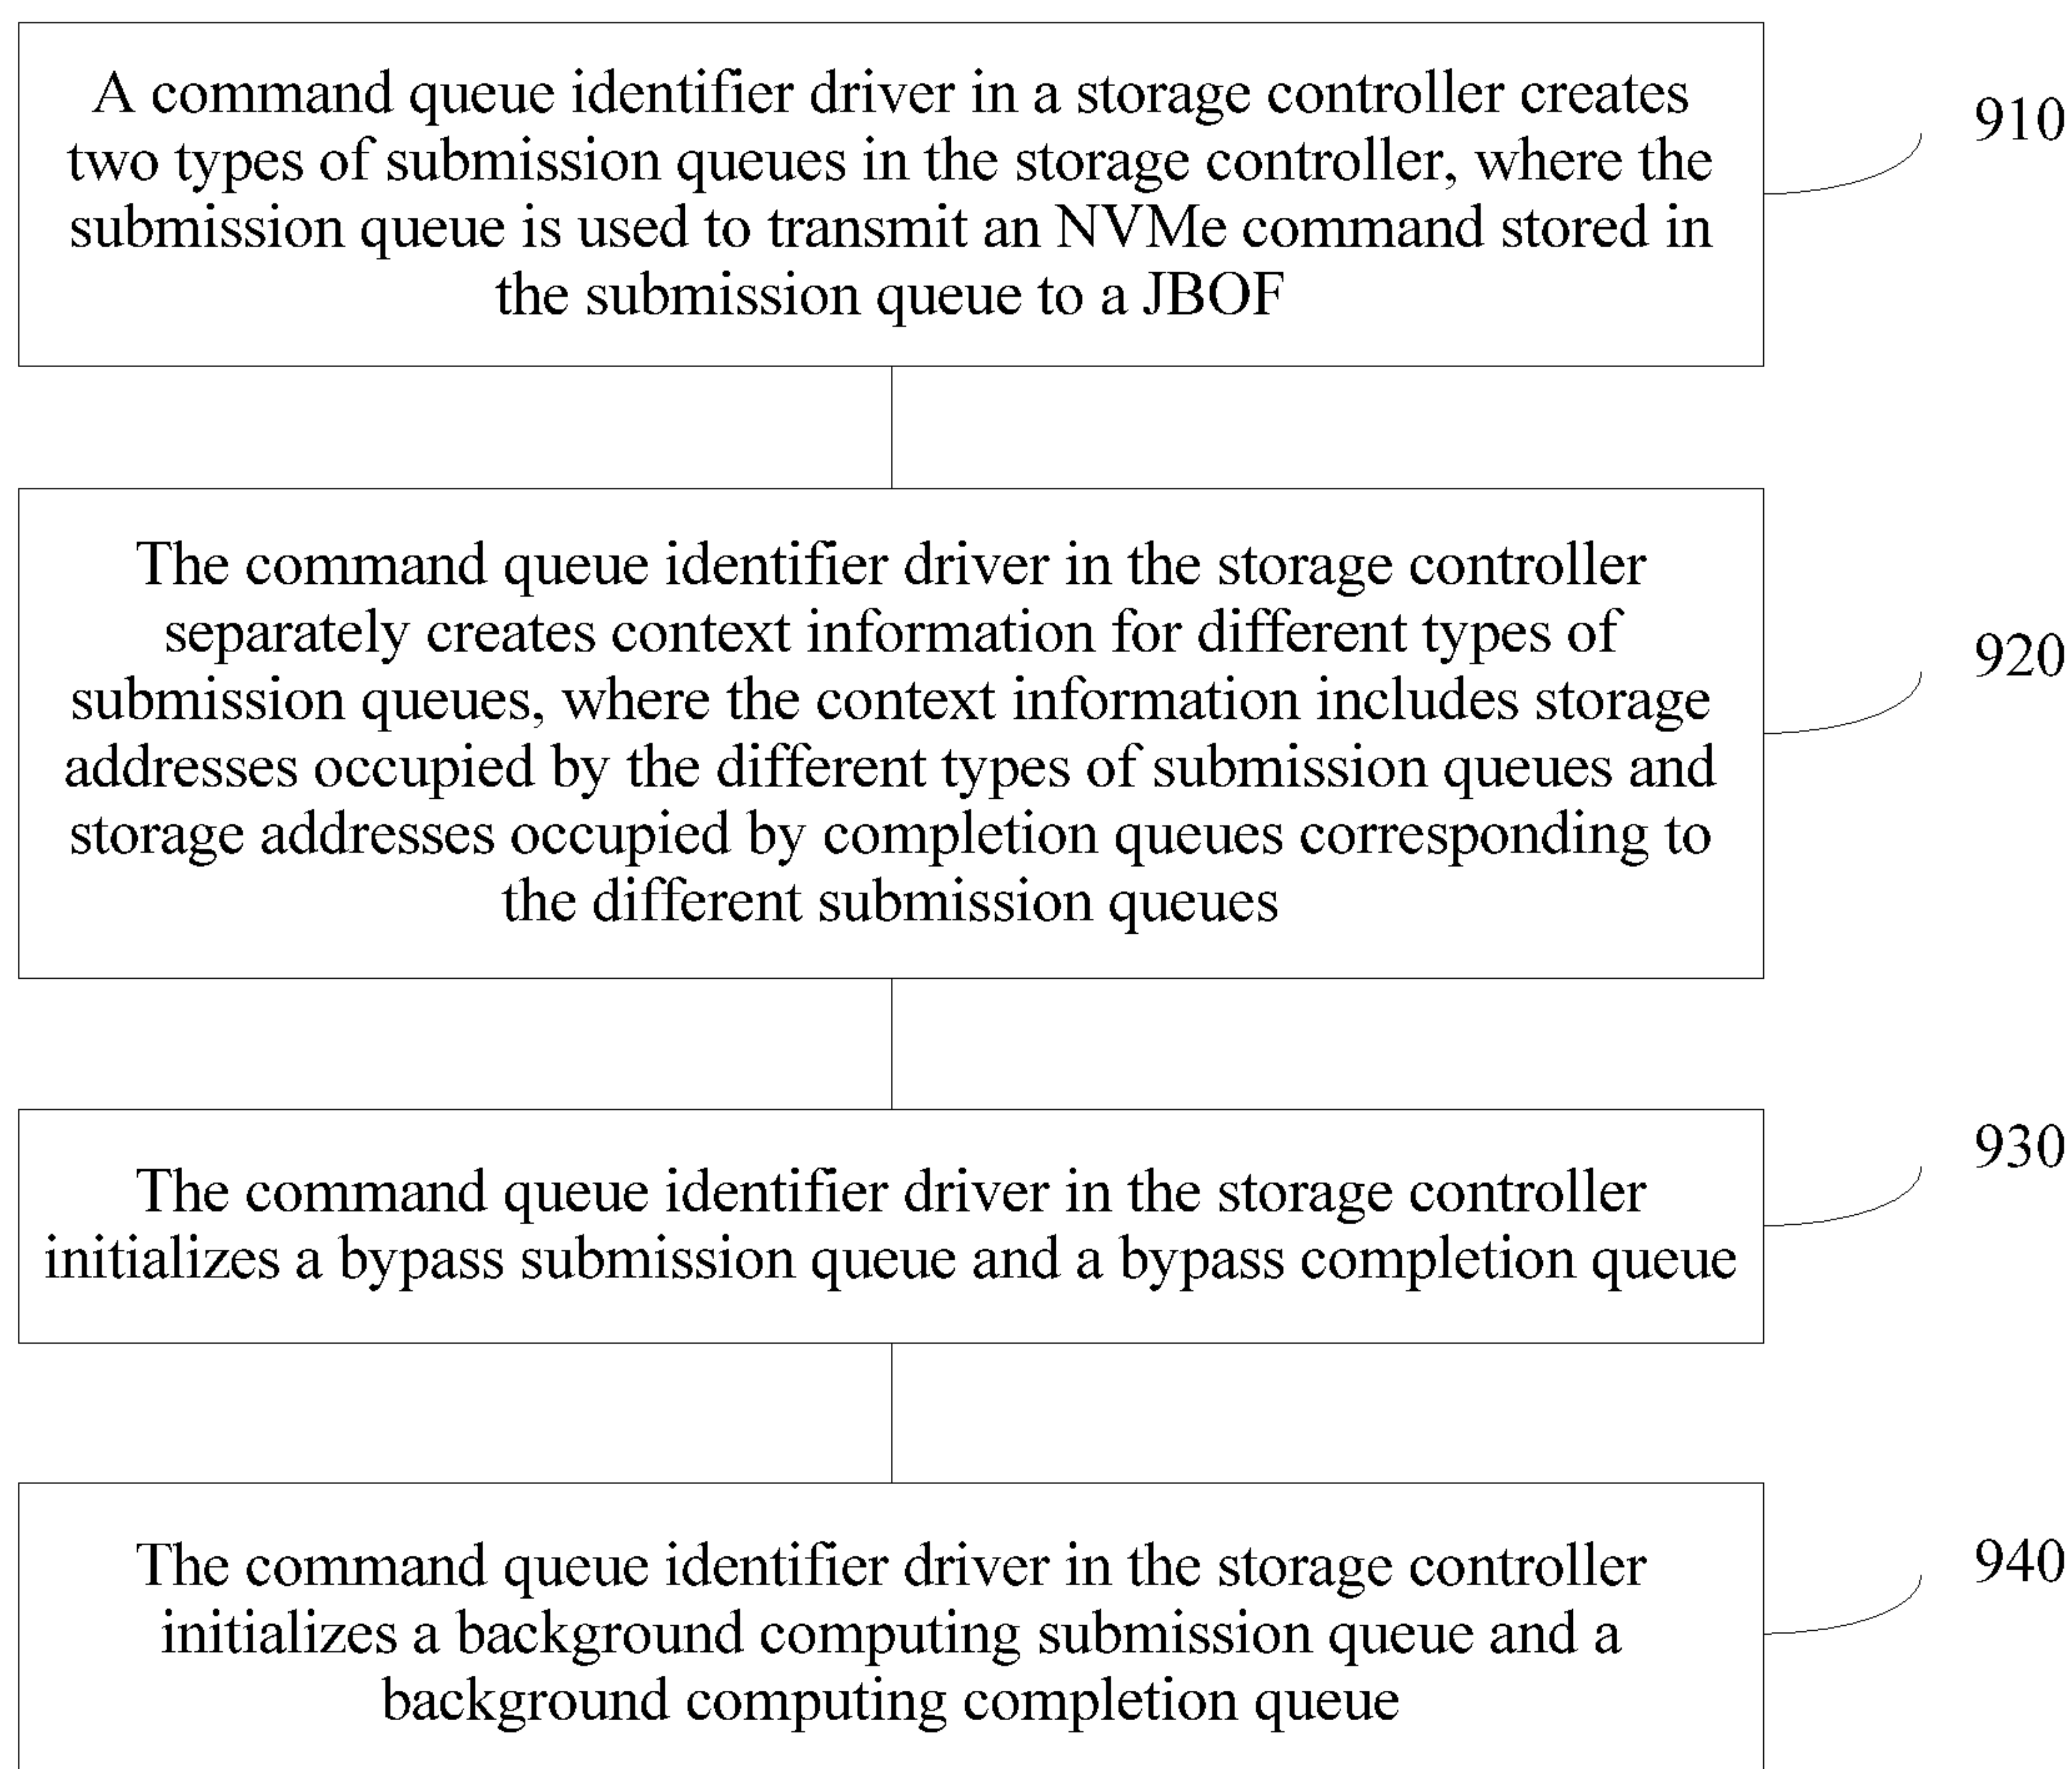 A command queue identifier driver in a storage controller creates
two types of submission queues in the storage controller, where the
submission queue is used to transmit an NVMe command stored in
the submission queue to a JBOF
910
The command queue identifier driver in the storage controller
separately creates context information for different types of
submission queues, where the context information includes storage
addresses occupied by the different types of submission queues and
storage addresses occupied by completion queues corresponding to
the different submission queues
920
The command queue identifier driver in the storage controller
initializes a bypass submission queue and a bypass completion queue
930
The command queue identifier driver in the storage controller
initializes a background computing submission queue and a
background computing completion queue
940